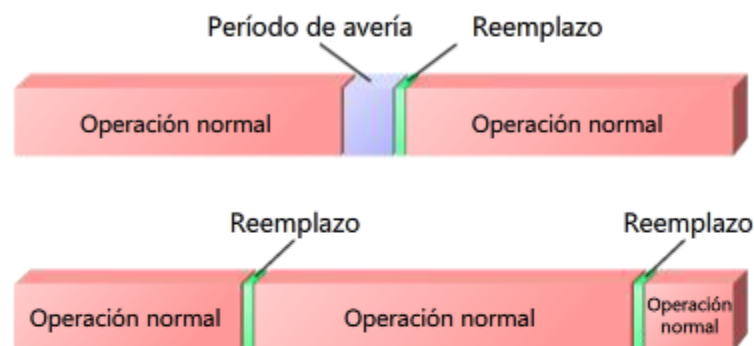 Período de avería
Reemplazo
Operación normal
Operación normal
Reemplazo
Reemplazo
Operación normal
Operación normal
Operación
normal